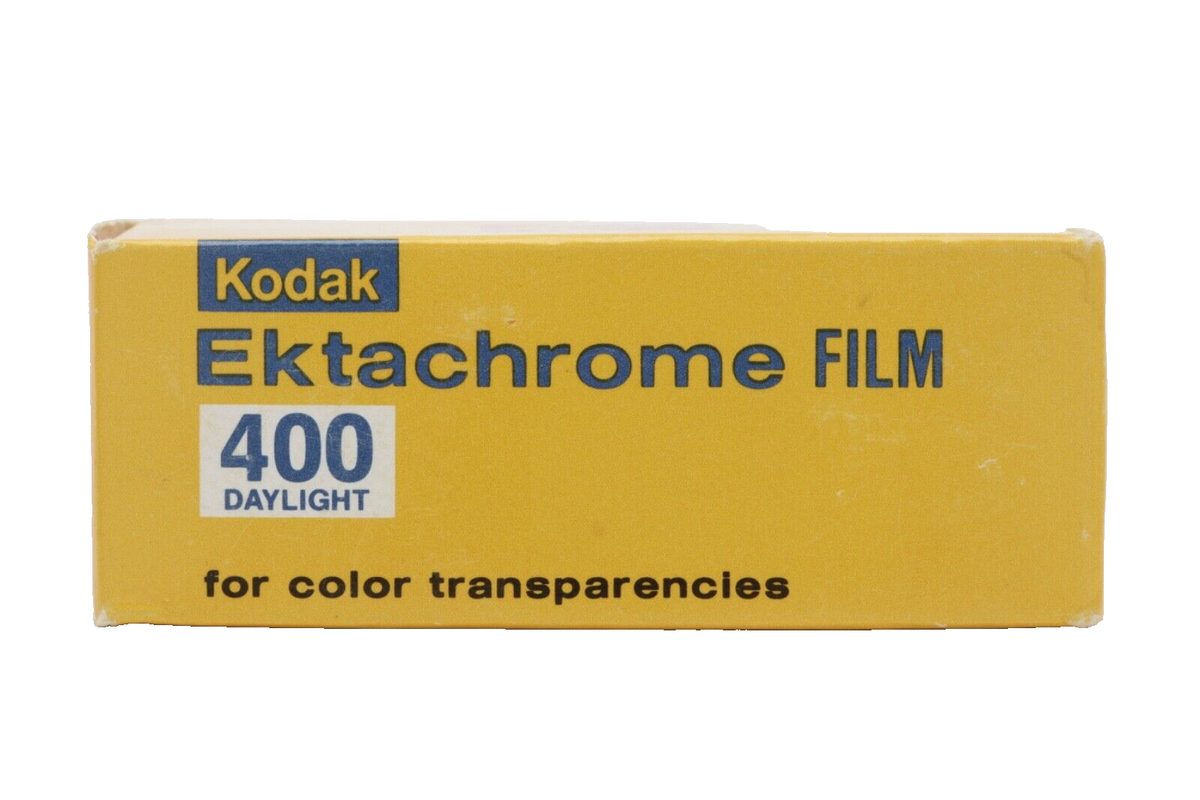 Kodak
Ektachrome FILM
400
DAYLIGHT
for color transparencies